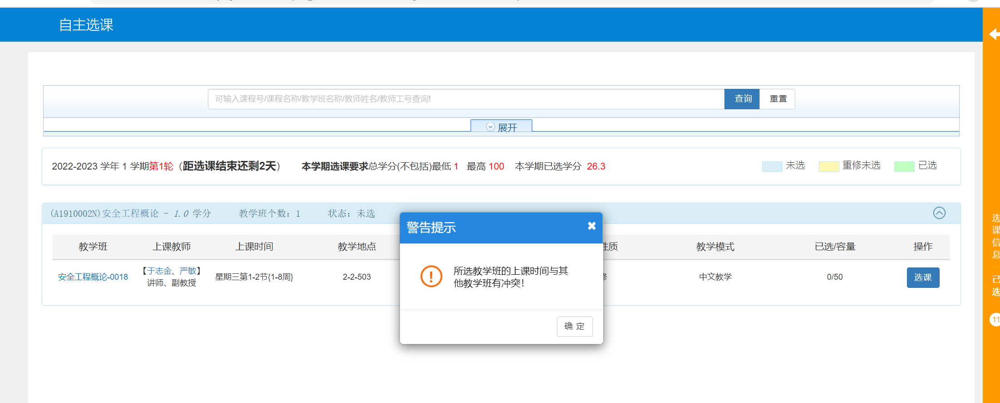 自主选课
可输入课程号/课程名称/教学班名称/教师姓名/教师工号查询!
查询
重置
展开
2022-2023 学年 1 学期第1轮（距选课结束还剩2天） 本学期选课要求总学分(不包括)最低 1 最高 100 本学期已选学分 26.3
未选
重修未选
已选
(A1910002N)安全工程概论 - 1.0 学分 教学班个数：1 状态：未选
教学班 上课教师 上课时间 教学地点 性质 教学模式 已选/容量 操作
安全工程概论-0018
【于志金、严敏】
讲师、副教授
星期三第1-2节{1-8周}
2-2-503
修
中文教学
0/50
选课
警告提示
所选教学班的上课时间与其
他教学班有冲突！
确 定
选
课
信
息
已
选
11